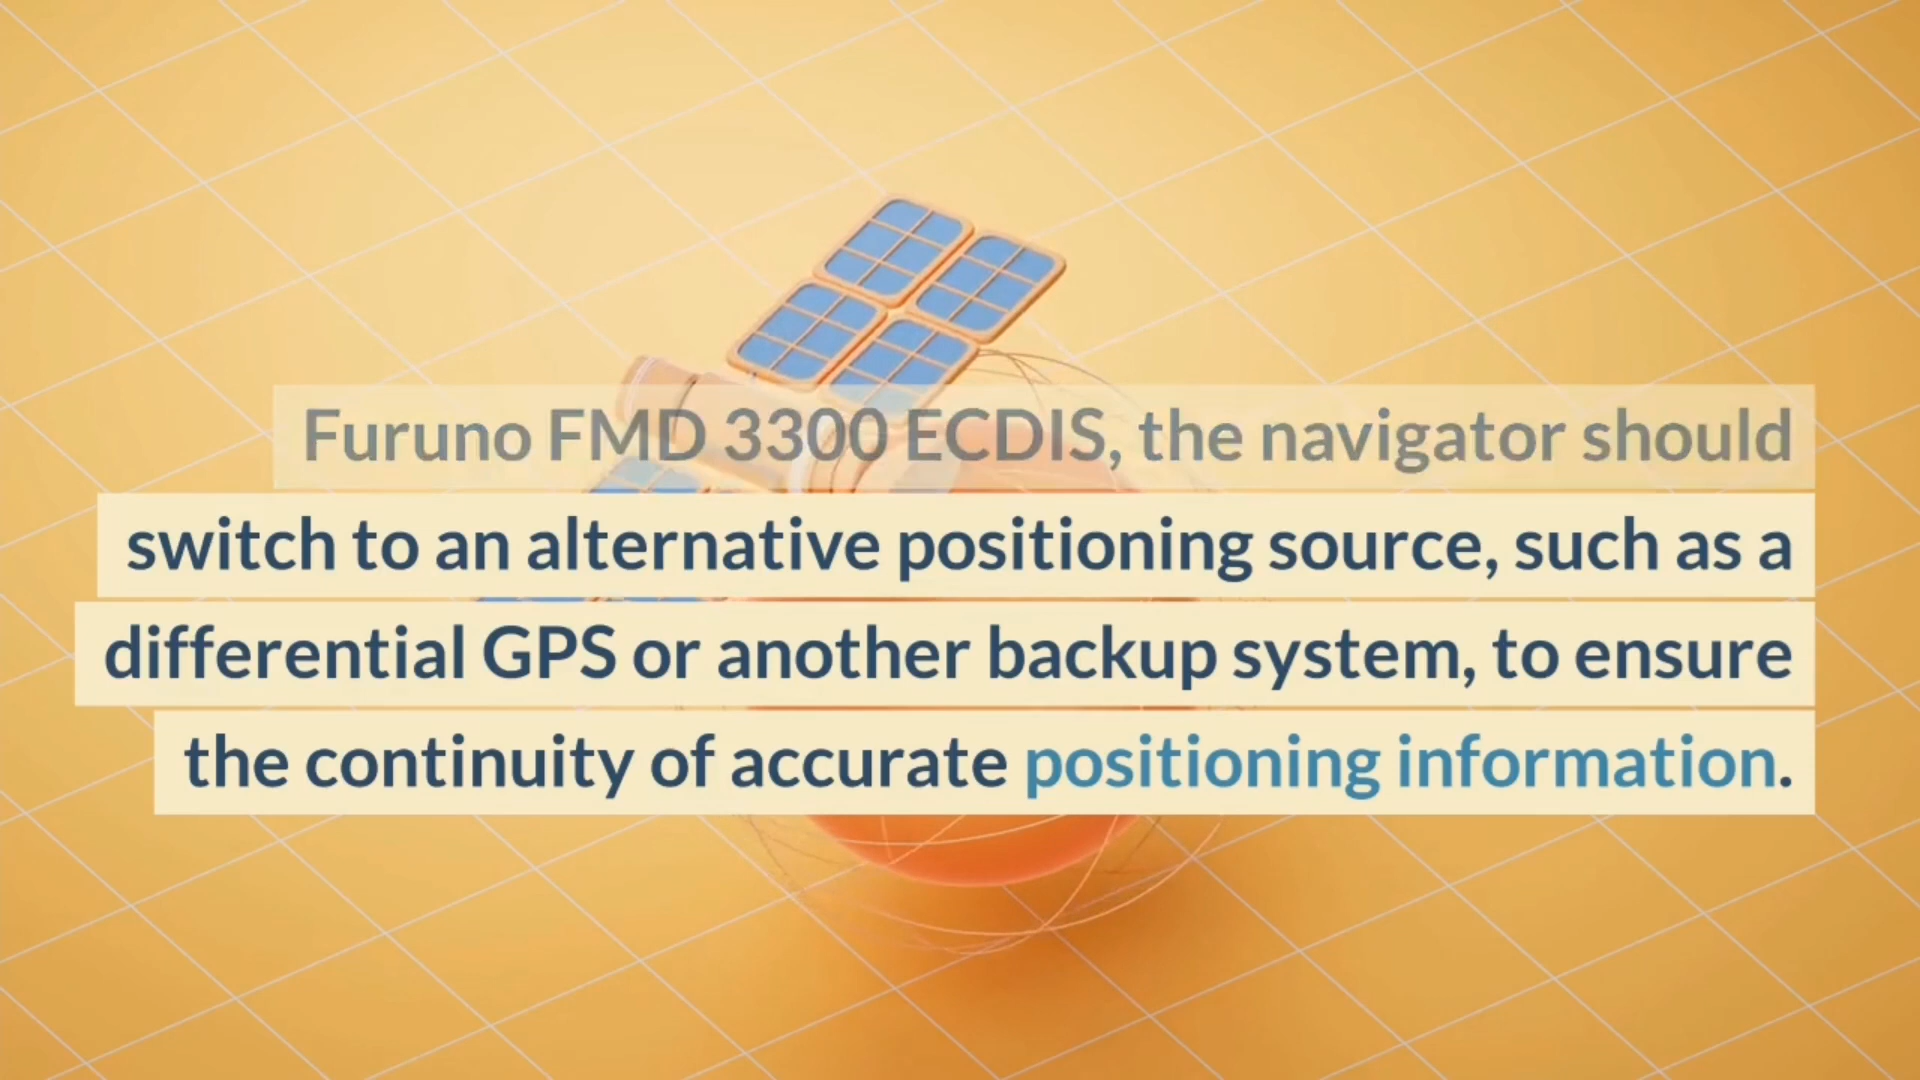 Furuno FMD 3300 ECDIS, the navigator should
switch to an alternative positioning source, such as a
differential GPS or another backup system, to ensure
the continuity of accurate positioning information.